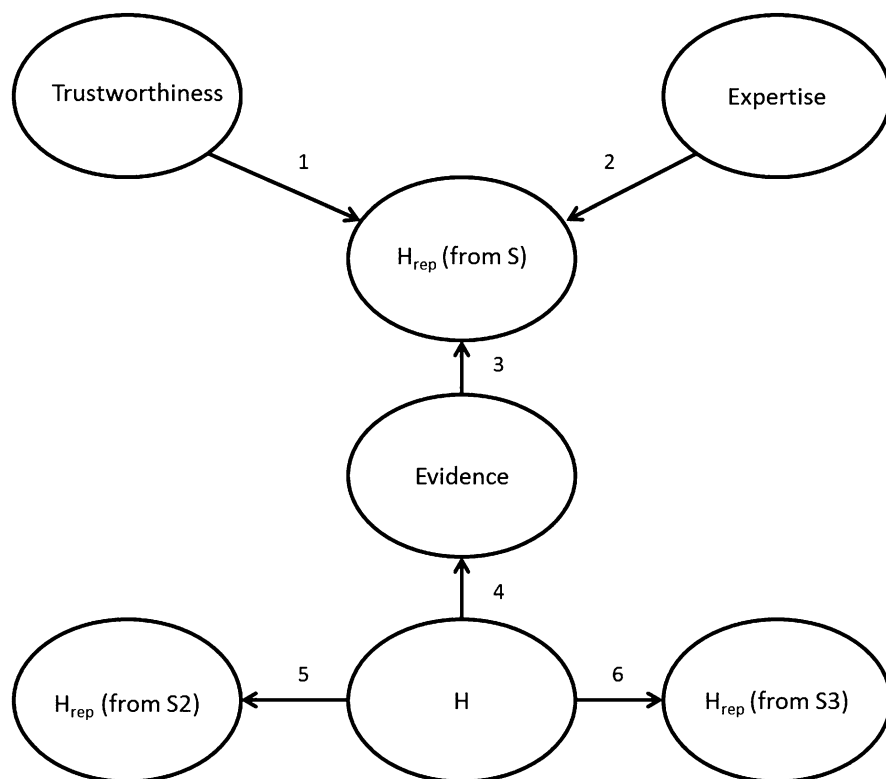 Trustworthiness
Expertise
1
2
Hrep (from S)
3
Evidence
4
5
6
Hrep (from S2)
H
Hrep (from S3)